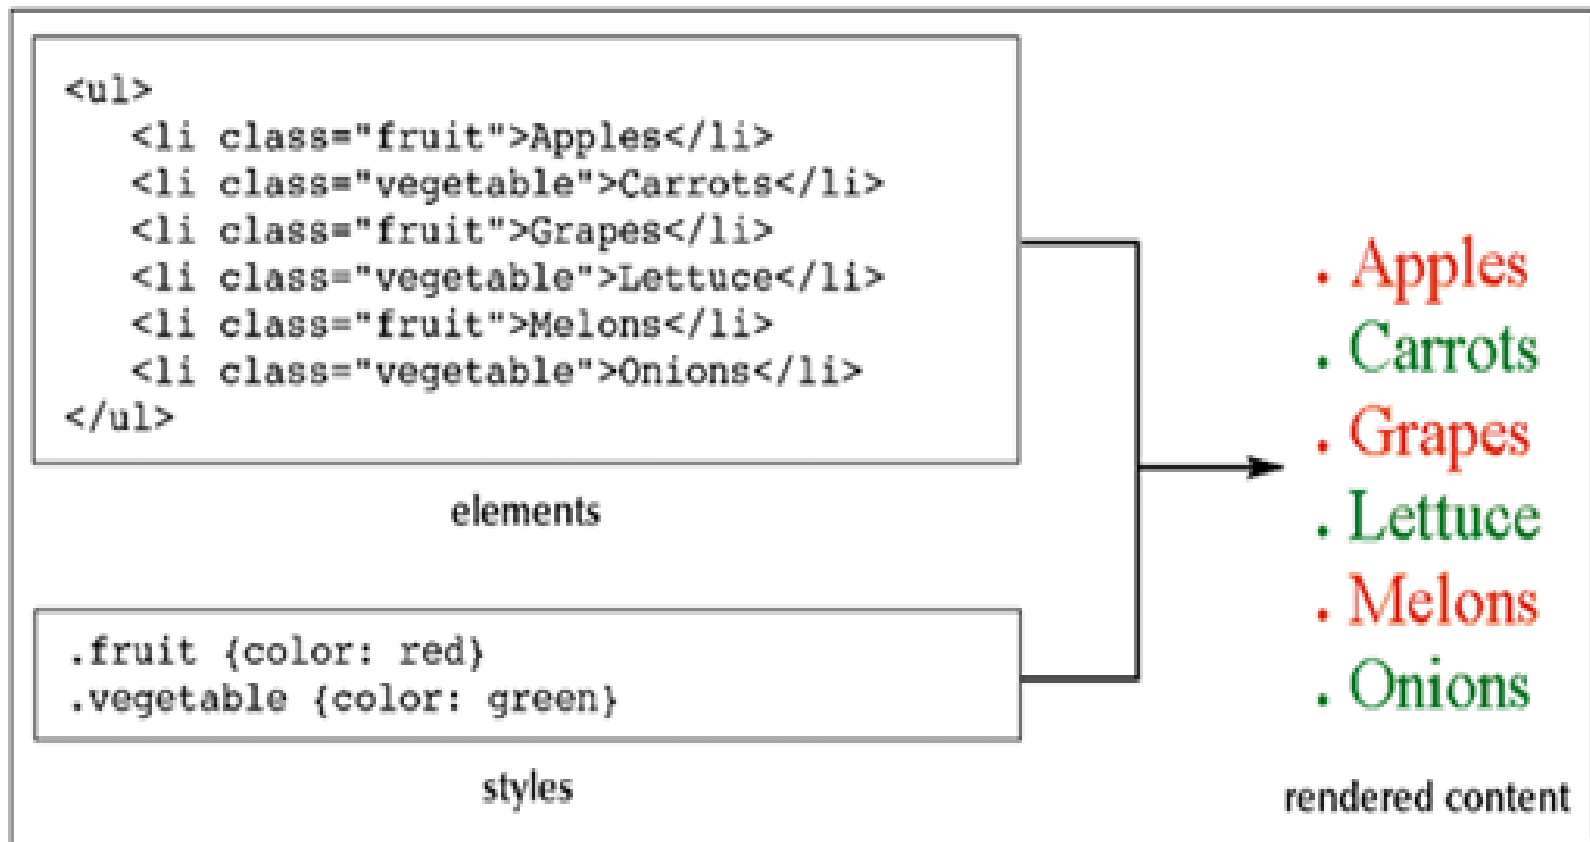 <ul>
<li class="fruit">Apples</li>
<li class="vegetable">Carrots</li>
<li class="fruit">Grapes</li>
<li class="vegetable">Lettuce</li>
<li class="fruit">Melons</li>
<li class="vegetable">Onions</li>
</ul>
elements
.fruit {color: red}
.vegetable {color: green}
styles
. Apples
. Carrots
. Grapes
. Lettuce
. Melons
. Onions
rendered content